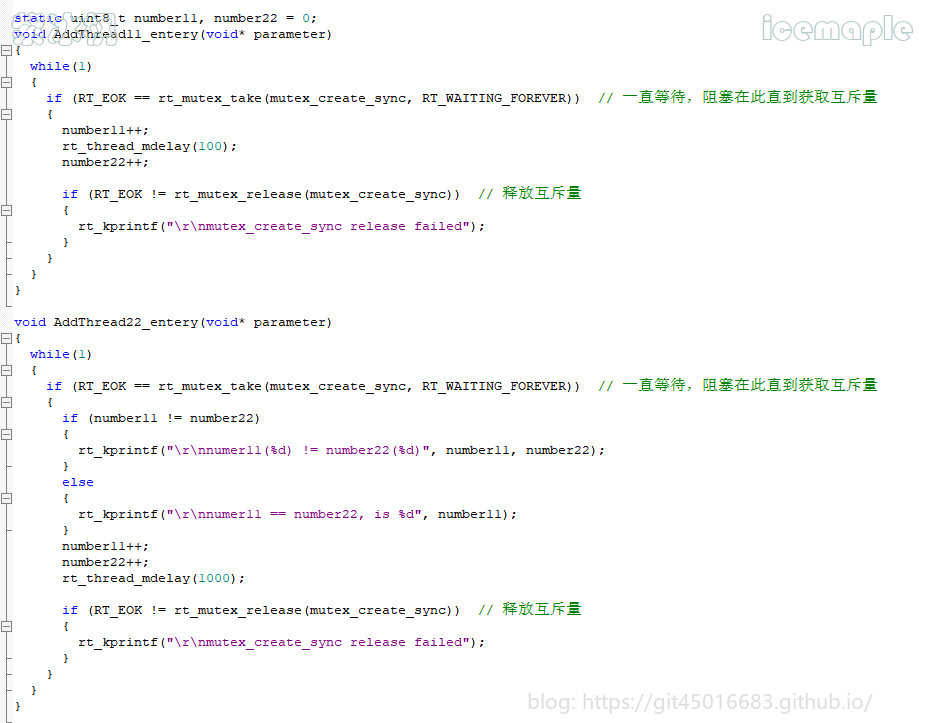 static uint8_t number11, number22 = 0;
icemaple
void AddThread11_entery(void* parameter)
{
while(1)
{
if (RT_EOK == rt_mutex_take(mutex_create_sync, RT_WAITING_FOREVER)) // 一直等待，阻塞在此直到获取互斥量
{
number11++;
rt_thread_mdelay(100);
number22++;
if (RT_EOK != rt_mutex_release(mutex_create_sync)) // 释放互斥量
{
rt_kprintf("\r\nmutex_create_sync release failed");
}
}
}
}
void AddThread22_entery(void* parameter)
{
while(1)
{
if (RT_EOK == rt_mutex_take(mutex_create_sync, RT_WAITING_FOREVER)) // 一直等待，阻塞在此直到获取互斥量
{
if (number11 != number22)
{
rt_kprintf("\r\nnumer11(%d) != number22(%d)", number11, number22);
}
else
{
rt_kprintf("\r\nnumer11 == number22, is %d", number11);
}
number11++;
number22++;
rt_thread_mdelay(1000);
if (RT_EOK != rt_mutex_release(mutex_create_sync)) // 释放互斥量
{
rt_kprintf("\r\nmutex_create_sync release failed");
}
}
}
}
blog: https://git45016683.github.io/